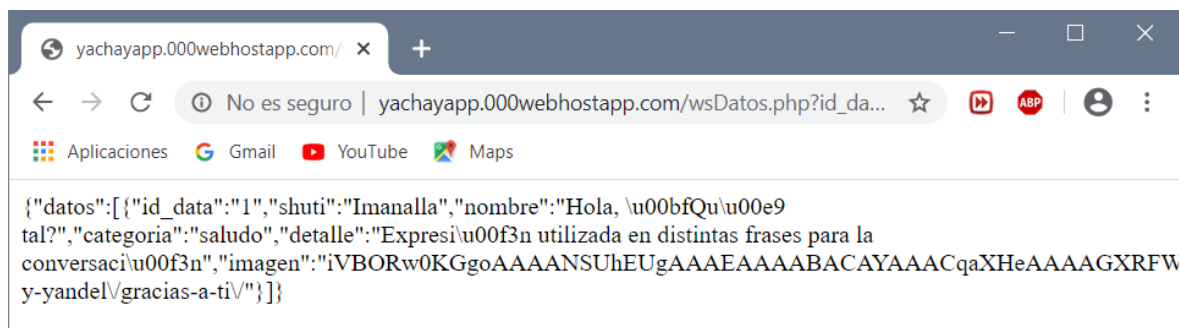 yachayapp.000webhostapp.com/
No es seguro | yachayapp.000webhostapp.com/wsDatos.php?id_da...
ABP
Aplicaciones Gmail YouTube Maps
{"datos":[{"id_data":"1","shuti":"Imanalla","nombre":"Hola, \u00bfQu\u00e9
tal?","categoria":"saludo","detalle":"Expresi\u00f3n utilizada en distintas frases para la
conversaci\u00f3n","imagen":"iVBORw0KGgoAAAANSUhEUgAAAEAAAABACAYAAACqaXHeAAAAGXRFW
y-yandel\/gracias-a-ti\/"}]}